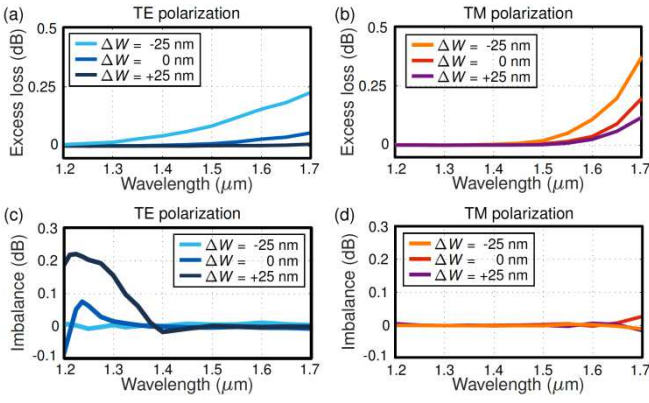 (a) TE polarization
Excess loss (dB)
0.5
0.25
0
ΔW = -25 nm
ΔW = 0 nm
ΔW = +25 nm
1.2 1.3 1.4 1.5 1.6 1.7
Wavelength (μm)
(b) TM polarization
Excess loss (dB)
0.5
0.25
0
ΔW = -25 nm
ΔW = 0 nm
ΔW = +25 nm
1.2 1.3 1.4 1.5 1.6 1.7
Wavelength (μm)
(c) TE polarization
Imbalance (dB)
0.3
0.2
0.1
0
-0.1
ΔW = -25 nm
ΔW = 0 nm
ΔW = +25 nm
1.2 1.3 1.4 1.5 1.6 1.7
Wavelength (μm)
(d) TM polarization
Imbalance (dB)
0.3
0.2
0.1
0
-0.1
ΔW = -25 nm
ΔW = 0 nm
ΔW = +25 nm
1.2 1.3 1.4 1.5 1.6 1.7
Wavelength (μm)